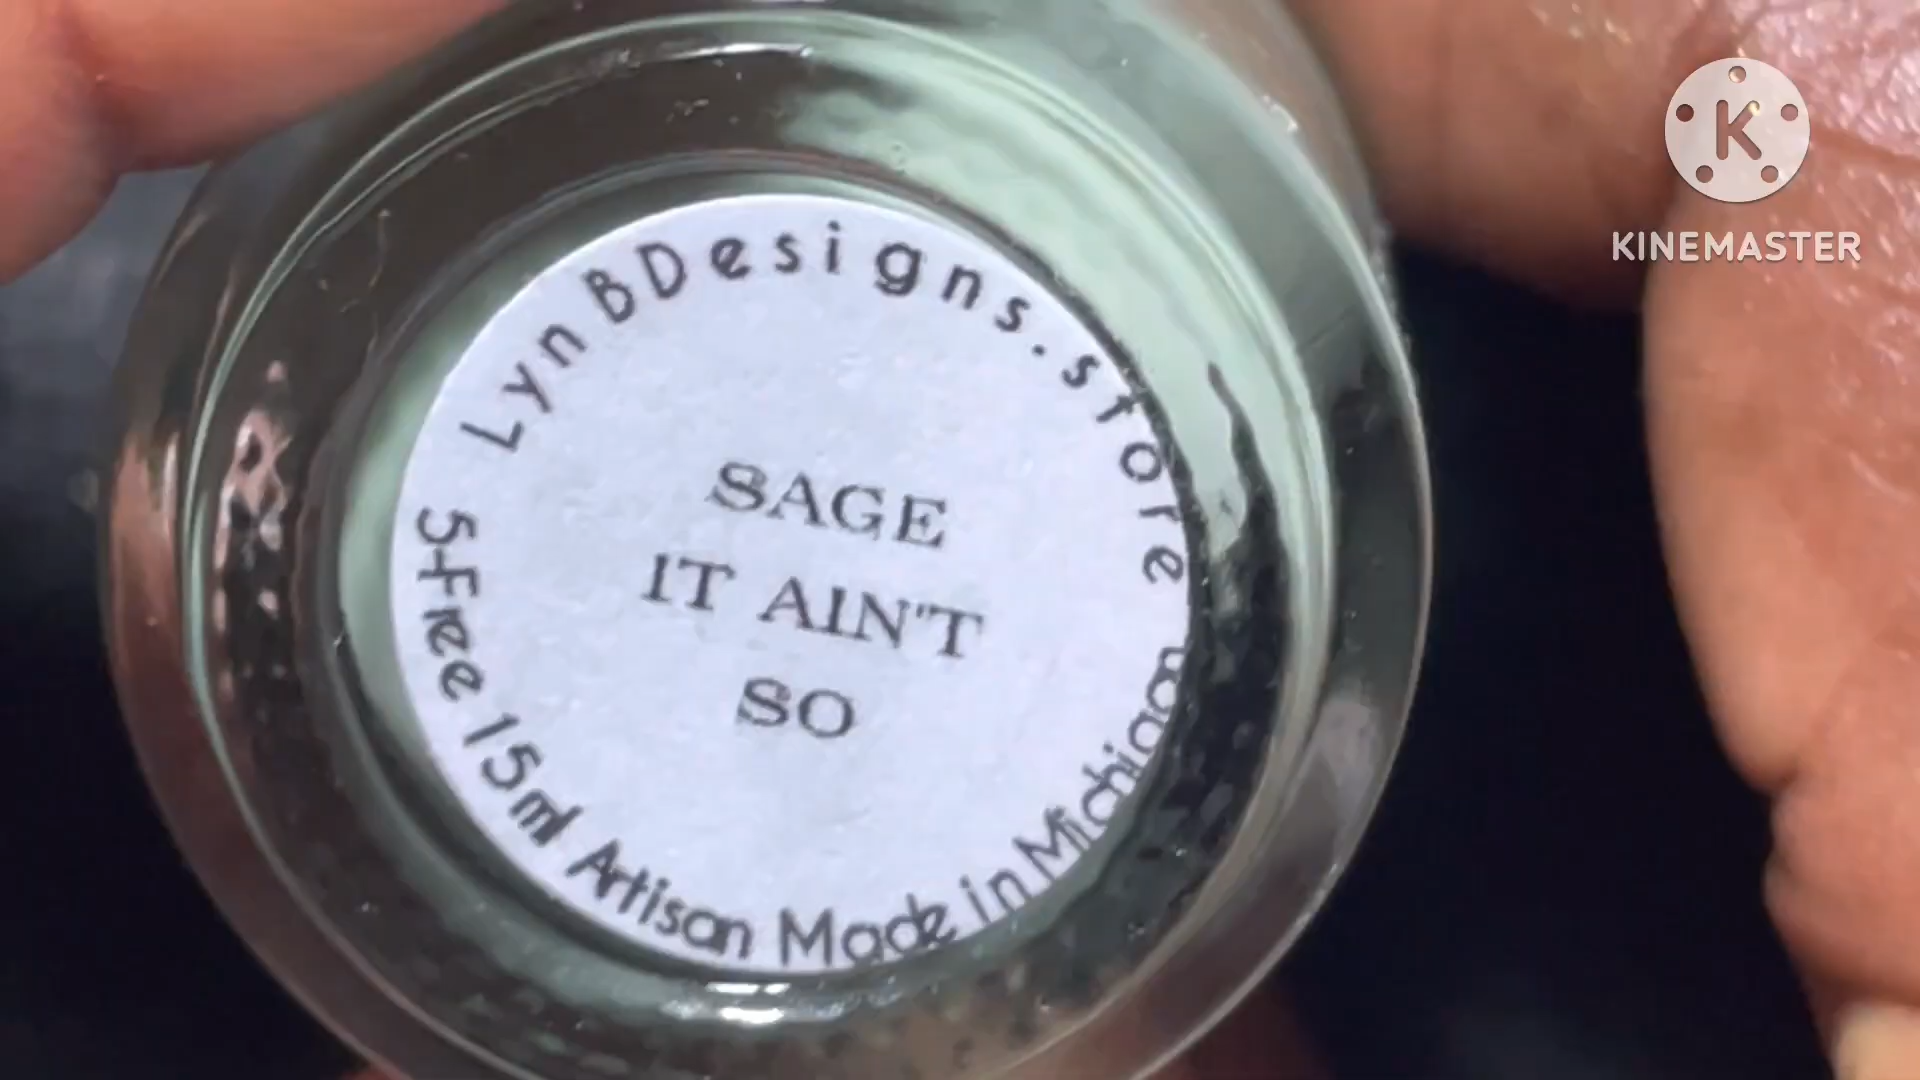 LynBDesigns.store
SAGE
IT AIN'T
SO
5-Free 15ml Artisan Made in Michigan
K
KINEMASTER